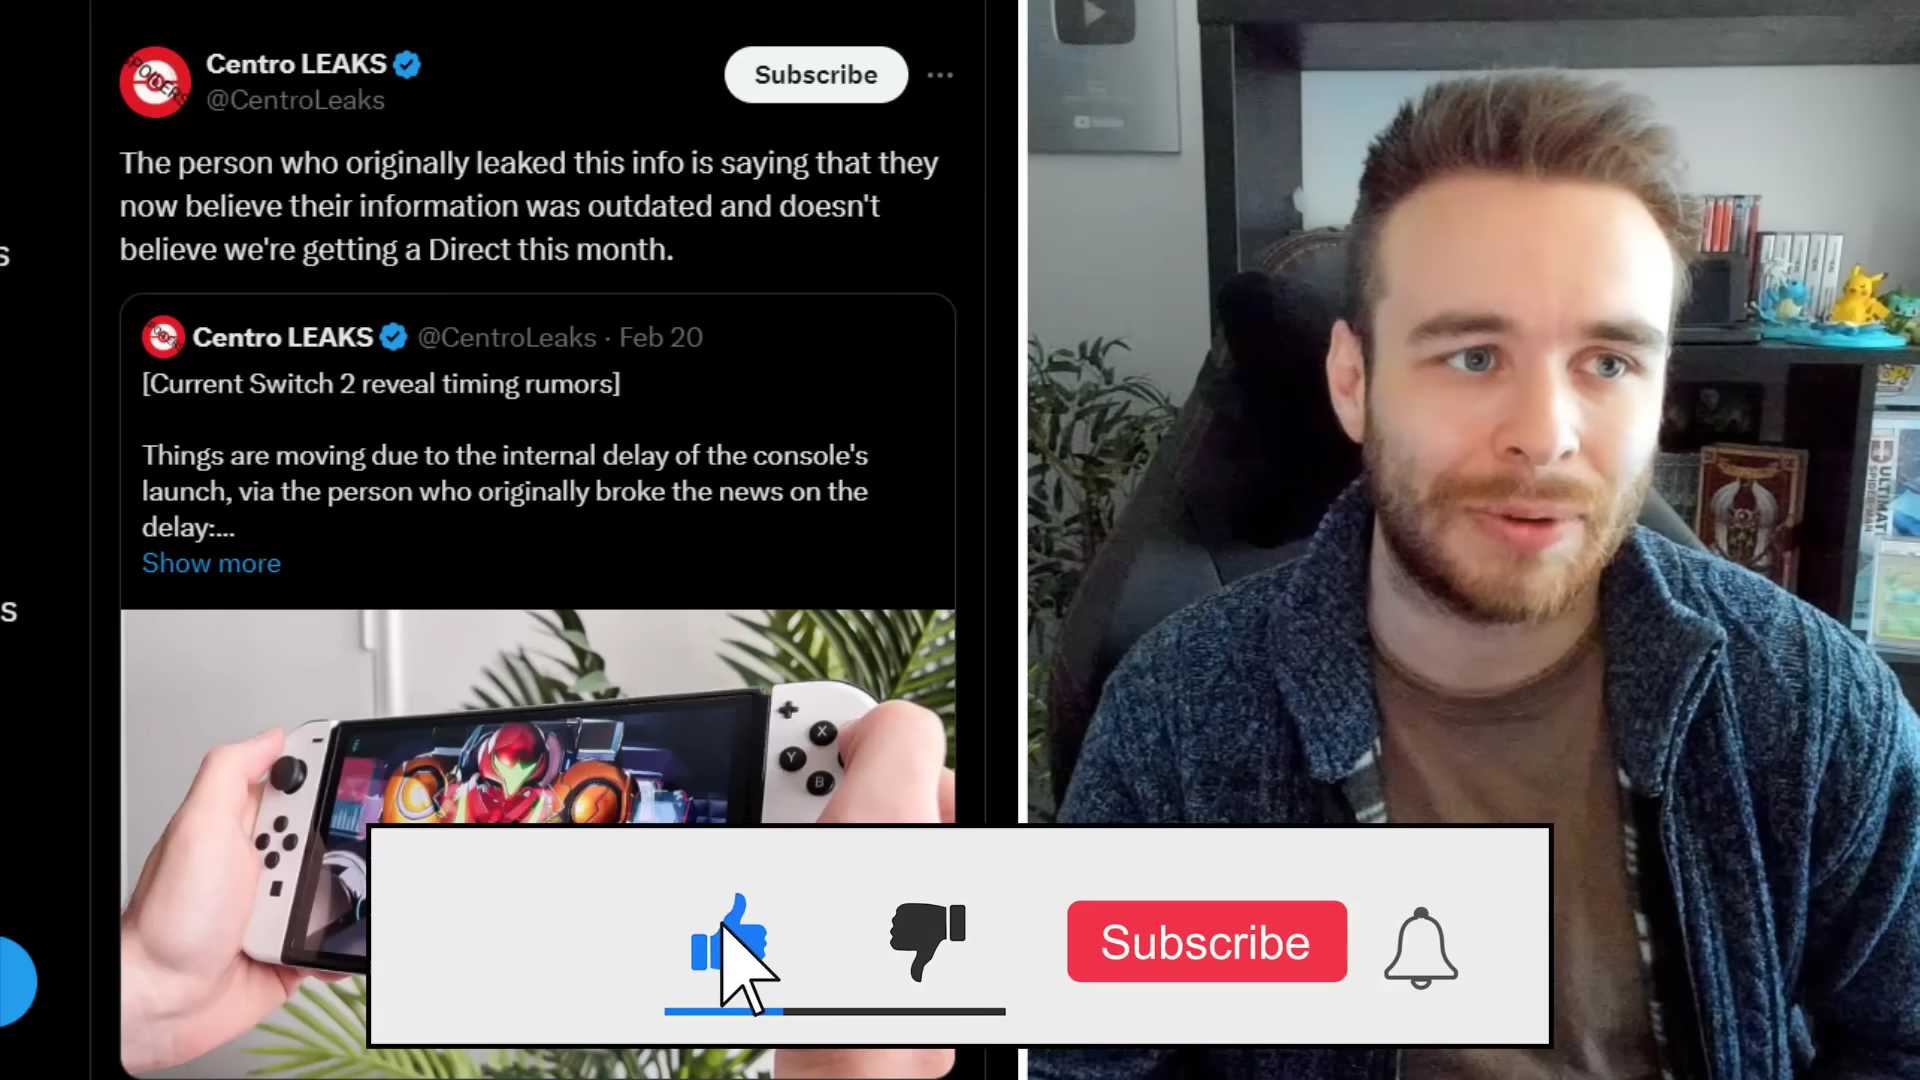 Centro LEAKS
@CentroLeaks
Subscribe
The person who originally leaked this info is saying that they
now believe their information was outdated and doesn't
believe we're getting a Direct this month.
Centro LEAKS @CentroLeaks · Feb 20
[Current Switch 2 reveal timing rumors]
Things are moving due to the internal delay of the console's
launch, via the person who originally broke the news on the
delay:...
Show more
X
Y
B
Subscribe
s
s